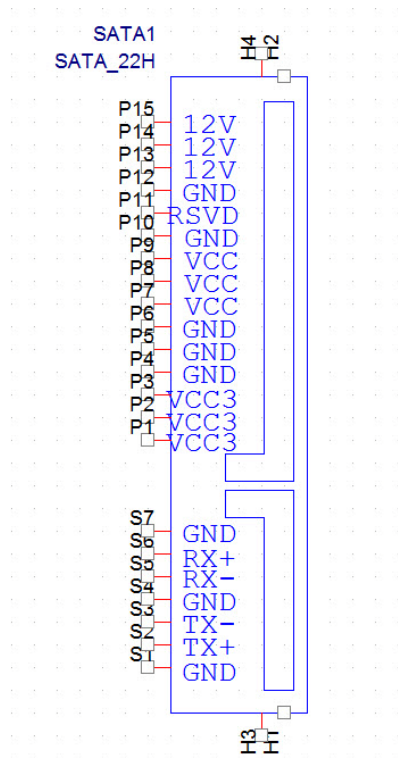 SATA1
SATA_22H
H4
H2
P15 12V
P14 12V
P13 12V
P12 GND
P11 RSVD
P10 GND
P9 VCC
P8 VCC
P7 VCC
P6 GND
P5 GND
P4 GND
P3 VCC3
P2 VCC3
P1 VCC3
S7 GND
S6 RX+
S5 RX-
S4 GND
S3 TX-
S2 TX+
S1 GND
H3
H1